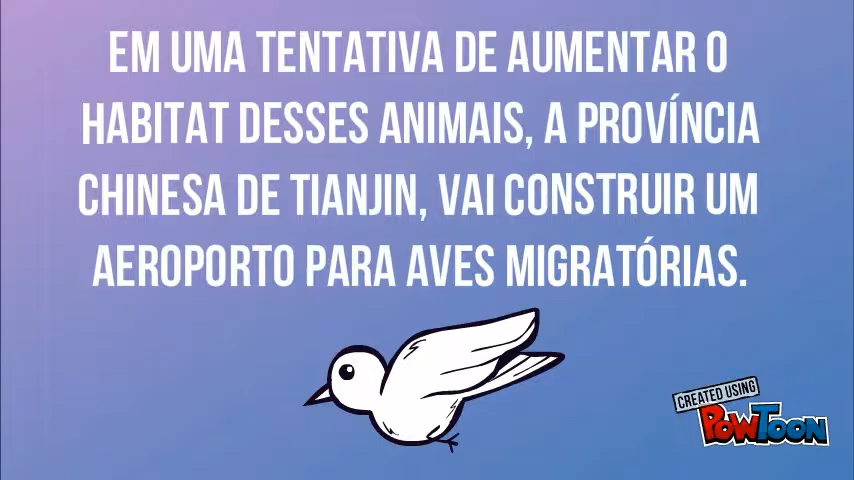 EM UMA TENTATIVA DE AUMENTAR O
HABITAT DESSES ANIMAIS, A PROVÍNCIA
CHINESA DE TIANJIN, VAI CONSTRUIR UM
AEROPORTO PARA AVES MIGRATÓRIAS.
CREATED USING
POWTOON